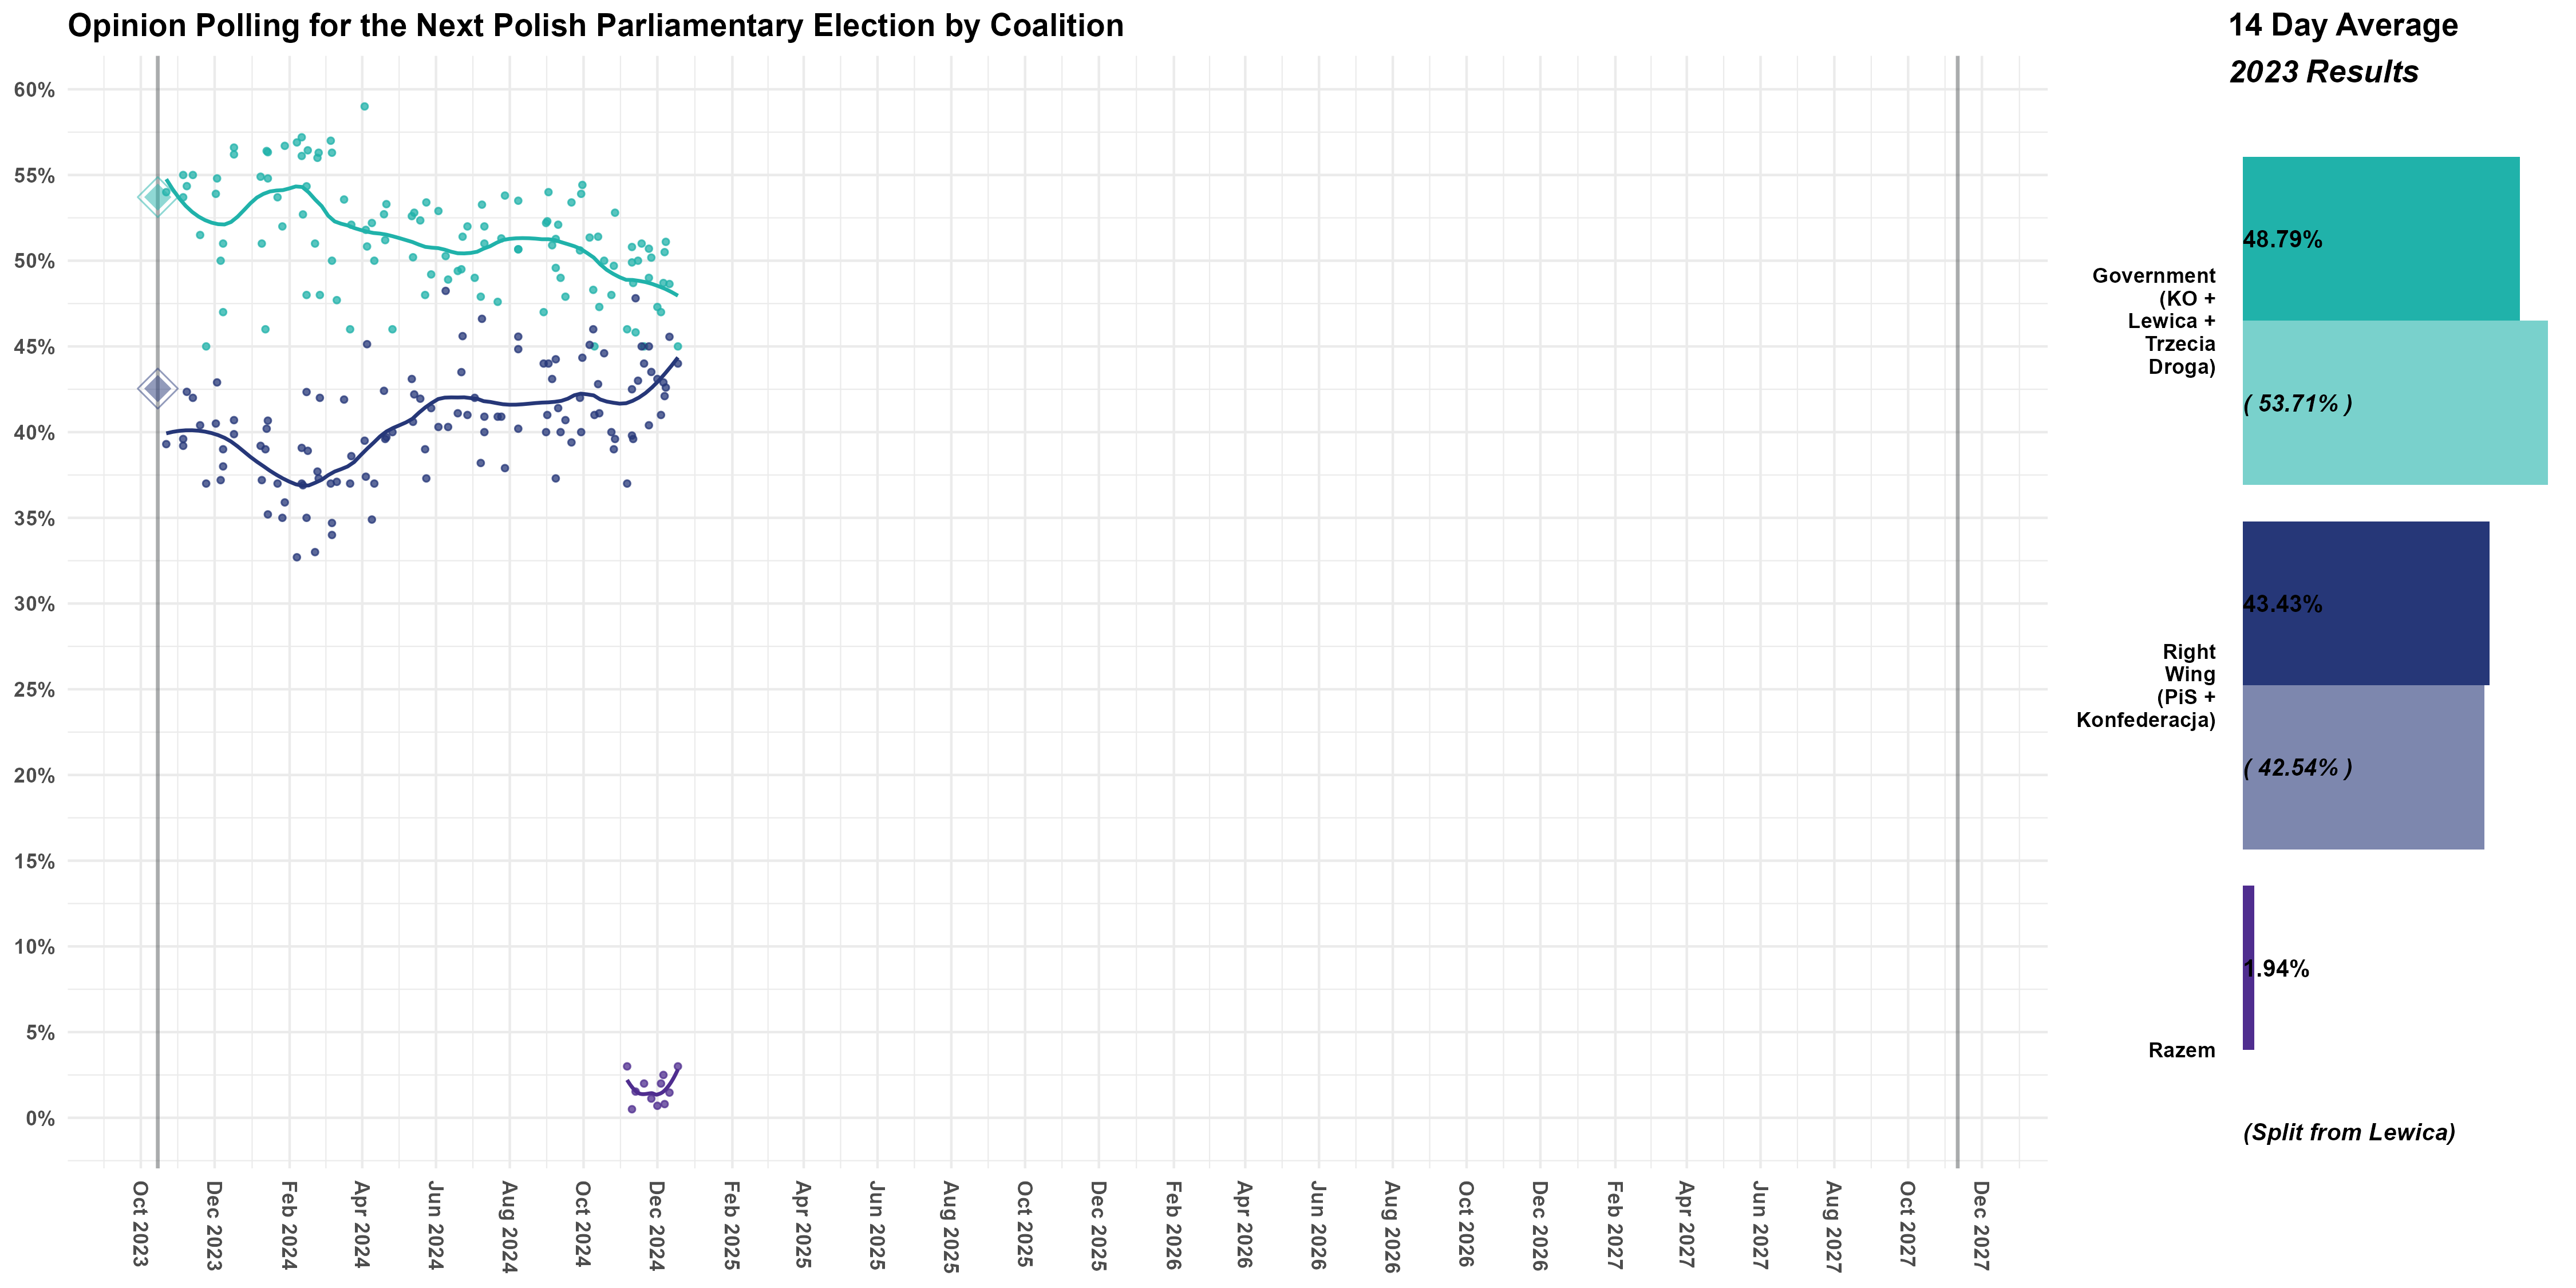 Opinion Polling for the Next Polish Parliamentary Election by Coalition
14 Day Average
2023 Results
60%
55%
50%
45%
40%
35%
30%
25%
20%
15%
10%
5%
0%
Oct 2023
Dec 2023
Feb 2024
Apr 2024
Jun 2024
Aug 2024
Oct 2024
Dec 2024
Feb 2025
Apr 2025
Jun 2025
Aug 2025
Oct 2025
Dec 2025
Feb 2026
Apr 2026
Jun 2026
Aug 2026
Oct 2026
Dec 2026
Feb 2027
Apr 2027
Jun 2027
Aug 2027
Oct 2027
Dec 2027
Government
(KO +
Lewica +
Trzecia
Droga)
48.79%
( 53.71% )
Right
Wing
(PiS +
Konfederacja)
43.43%
( 42.54% )
Razem
1.94%
(Split from Lewica)